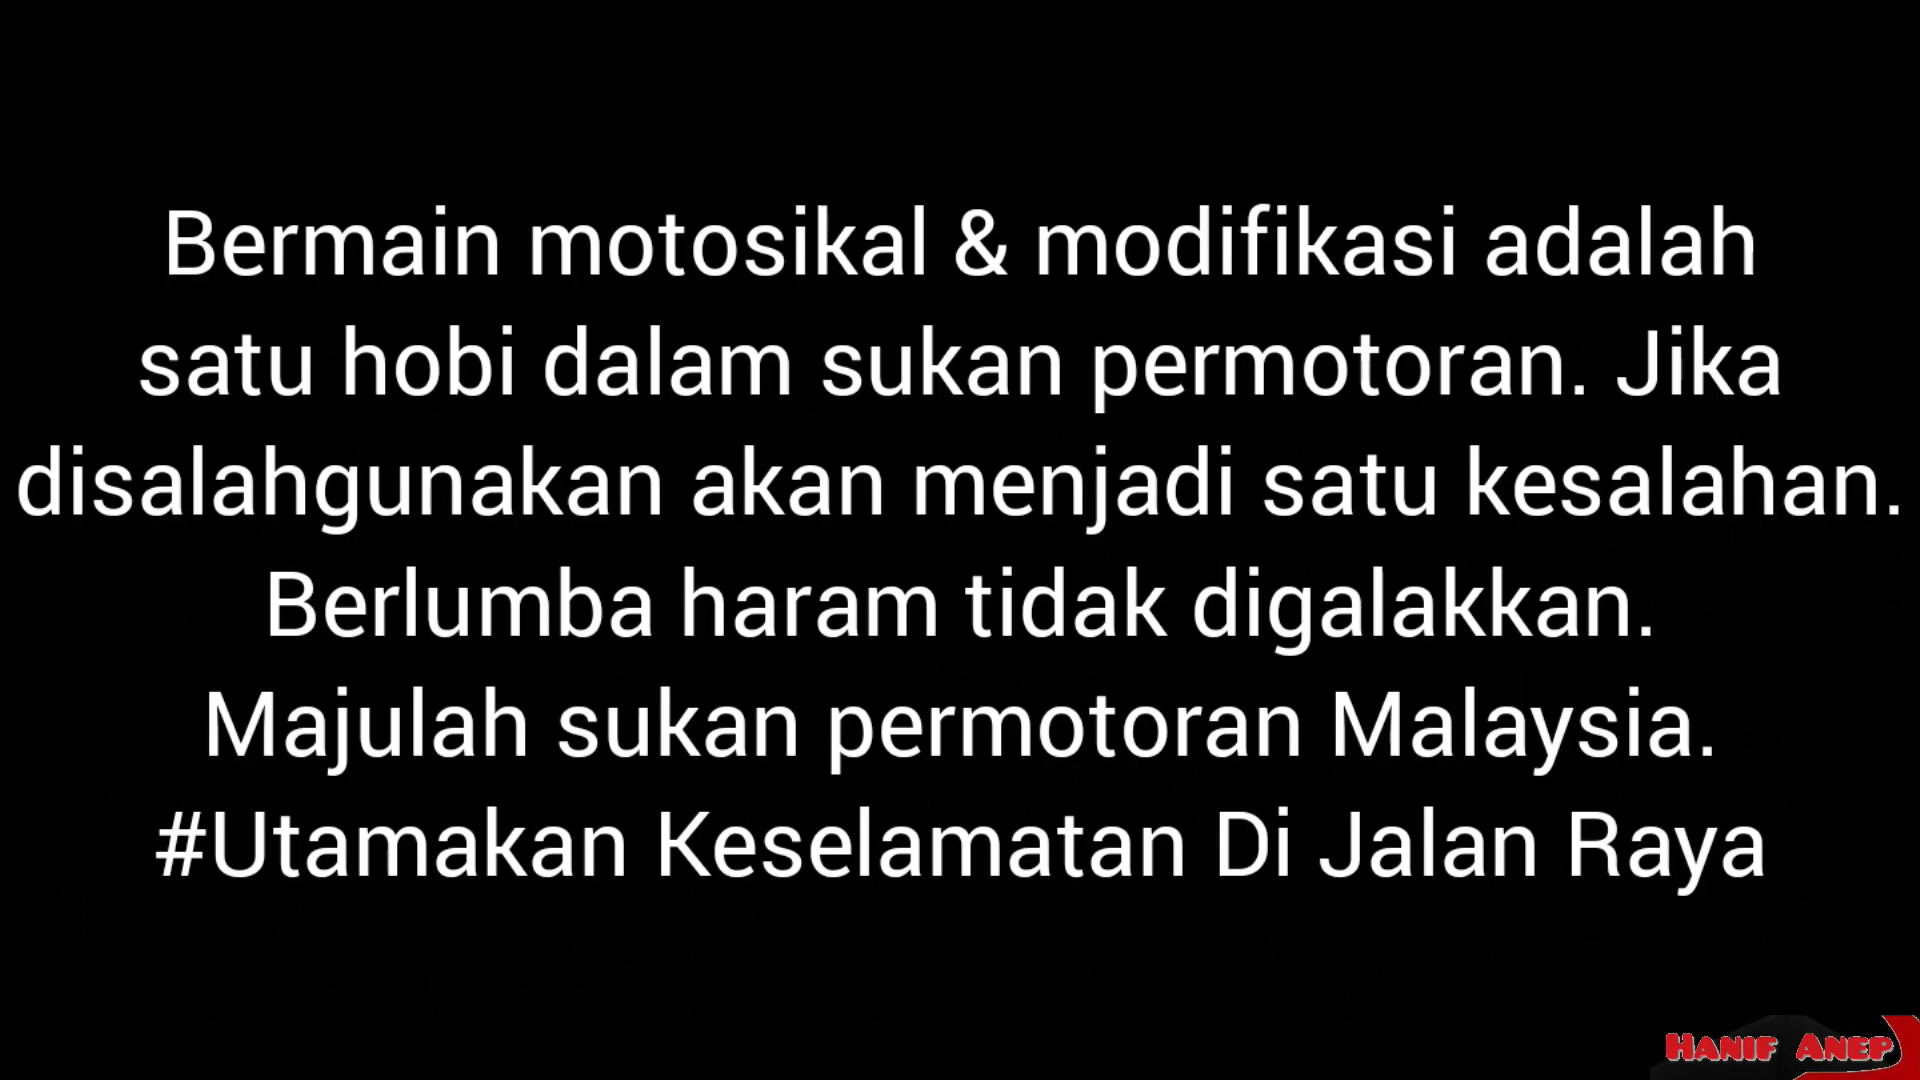 Bermain motosikal & modifikasi adalah
satu hobi dalam sukan permotoran. Jika
disalahgunakan akan menjadi satu kesalahan.
Berlumba haram tidak digalakkan.
Majulah sukan permotoran Malaysia.
#Utamakan Keselamatan Di Jalan Raya
Hanif Anep